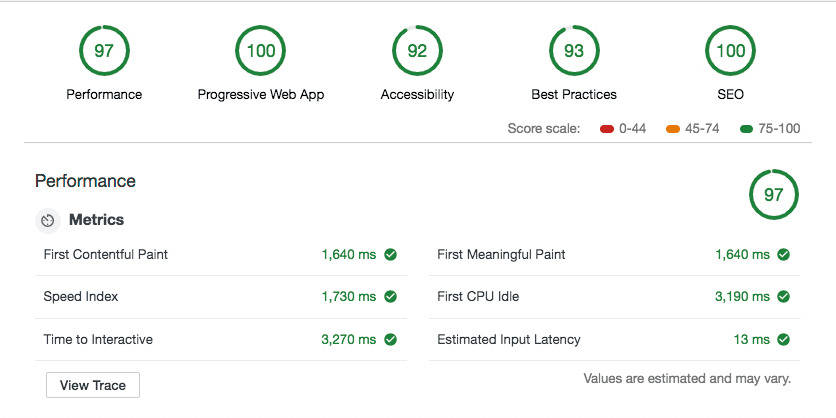 97 100 92 93 100
Performance Progressive Web App Accessibility Best Practices SEO
Score scale: 0-44 45-74 75-100
Performance
97
Metrics
First Contentful Paint 1,640 ms First Meaningful Paint 1,640 ms
Speed Index 1,730 ms First CPU Idle 3,190 ms
Time to Interactive 3,270 ms Estimated Input Latency 13 ms
View Trace Values are estimated and may vary.